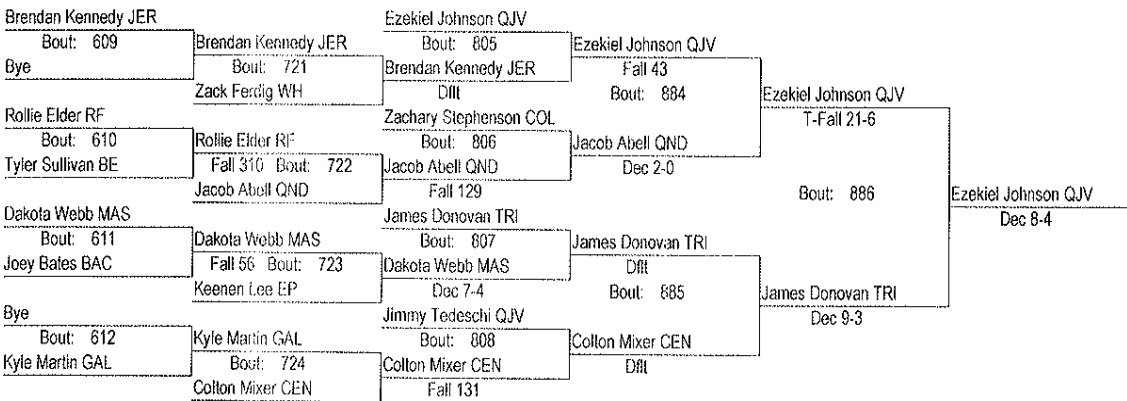 Brendan Kennedy JER
Bout: 609
Bye
Rollie Elder RF
Bout: 610
Tyler Sullivan BE
Dakota Webb MAS
Bout: 611
Joey Bates BAC
Bye
Bout: 612
Kyle Martin GAL
Brendan Kennedy JER
Bout: 721
Zack Ferdig WH
Rollie Elder RF
Fall 310 Bout: 722
Jacob Abell QND
Dakota Webb MAS
Fall 56 Bout: 723
Keenen Lee EP
Kyle Martin GAL
Bout: 724
Colton Mixer CEN
Ezekiel Johnson QJV
Bout: 805
Brendan Kennedy JER
Dflt
Zachary Stephenson COL
Bout: 806
Jacob Abell QND
Fall 129
James Donovan TRI
Bout: 807
Dakota Webb MAS
Dec 7-4
Jimmy Tedeschi QJV
Bout: 808
Colton Mixer CEN
Fall 131
Ezekiel Johnson QJV
Fall 43
Bout: 884
Jacob Abell QND
Dec 2-0
James Donovan TRI
Dflt
Bout: 885
Colton Mixer CEN
Dflt
Ezekiel Johnson QJV
T-Fall 21-6
Bout: 886
James Donovan TRI
Dec 9-3
Ezekiel Johnson QJV
Dec 8-4